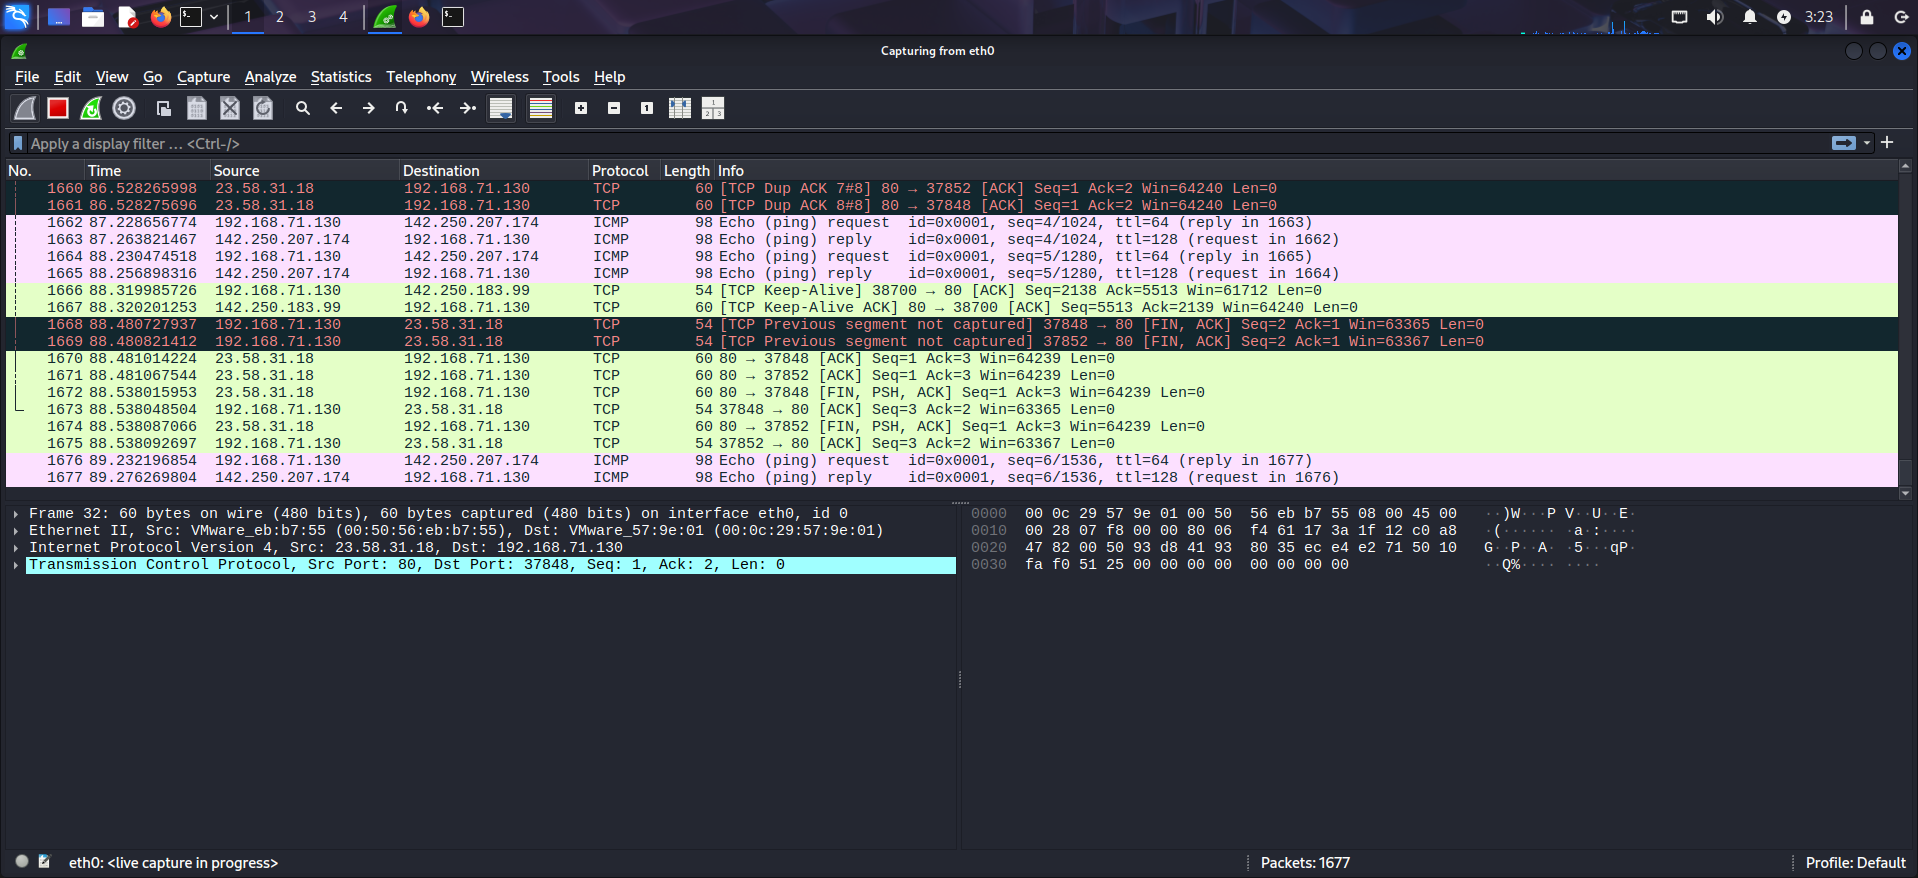 1 2 3 4 3:23
Capturing from eth0
File Edit View Go Capture Analyze Statistics Telephony Wireless Tools Help
Apply a display filter … <Ctrl-/>
No. Time Source Destination Protocol Length Info
1660 86.528265998 23.58.31.18 192.168.71.130 TCP 60 [TCP Dup ACK 7#8] 80 → 37852 [ACK] Seq=1 Ack=2 Win=64240 Len=0
1661 86.528275696 23.58.31.18 192.168.71.130 TCP 60 [TCP Dup ACK 8#8] 80 → 37848 [ACK] Seq=1 Ack=2 Win=64240 Len=0
1662 87.228656774 192.168.71.130 142.250.207.174 ICMP 98 Echo (ping) request id=0x0001, seq=4/1024, ttl=64 (reply in 1663)
1663 87.263821467 142.250.207.174 192.168.71.130 ICMP 98 Echo (ping) reply id=0x0001, seq=4/1024, ttl=128 (request in 1662)
1664 88.230474518 192.168.71.130 142.250.207.174 ICMP 98 Echo (ping) request id=0x0001, seq=5/1280, ttl=64 (reply in 1665)
1665 88.256898316 142.250.207.174 192.168.71.130 ICMP 98 Echo (ping) reply id=0x0001, seq=5/1280, ttl=128 (request in 1664)
1666 88.319985726 192.168.71.130 142.250.183.99 TCP 54 [TCP Keep-Alive] 38700 → 80 [ACK] Seq=2138 Ack=5513 Win=61712 Len=0
1667 88.320201253 142.250.183.99 192.168.71.130 TCP 60 [TCP Keep-Alive ACK] 80 → 38700 [ACK] Seq=5513 Ack=2139 Win=64240 Len=0
1668 88.480727937 192.168.71.130 23.58.31.18 TCP 54 [TCP Previous segment not captured] 37848 → 80 [FIN, ACK] Seq=2 Ack=1 Win=63365 Len=0
1669 88.480821412 192.168.71.130 23.58.31.18 TCP 54 [TCP Previous segment not captured] 37852 → 80 [FIN, ACK] Seq=2 Ack=1 Win=63367 Len=0
1670 88.481014224 23.58.31.18 192.168.71.130 TCP 60 80 → 37848 [ACK] Seq=1 Ack=3 Win=64239 Len=0
1671 88.481067544 23.58.31.18 192.168.71.130 TCP 60 80 → 37852 [ACK] Seq=1 Ack=3 Win=64239 Len=0
1672 88.538015953 23.58.31.18 192.168.71.130 TCP 60 80 → 37848 [FIN, PSH, ACK] Seq=1 Ack=3 Win=64239 Len=0
1673 88.538048504 192.168.71.130 23.58.31.18 TCP 54 37848 → 80 [ACK] Seq=3 Ack=2 Win=63365 Len=0
1674 88.538087066 23.58.31.18 192.168.71.130 TCP 60 80 → 37852 [FIN, PSH, ACK] Seq=1 Ack=3 Win=64239 Len=0
1675 88.538092697 192.168.71.130 23.58.31.18 TCP 54 37852 → 80 [ACK] Seq=3 Ack=2 Win=63367 Len=0
1676 89.232196854 192.168.71.130 142.250.207.174 ICMP 98 Echo (ping) request id=0x0001, seq=6/1536, ttl=64 (reply in 1677)
1677 89.276269804 142.250.207.174 192.168.71.130 ICMP 98 Echo (ping) reply id=0x0001, seq=6/1536, ttl=128 (request in 1676)
Frame 32: 60 bytes on wire (480 bits), 60 bytes captured (480 bits) on interface eth0, id 0
Ethernet II, Src: VMware_eb:b7:55 (00:50:56:eb:b7:55), Dst: VMware_57:9e:01 (00:0c:29:57:9e:01)
Internet Protocol Version 4, Src: 23.58.31.18, Dst: 192.168.71.130
Transmission Control Protocol, Src Port: 80, Dst Port: 37848, Seq: 1, Ack: 2, Len: 0
0000 00 0c 29 57 9e 01 00 50 56 eb b7 55 08 00 45 00 ··)W···P V··U··E·
0010 00 28 07 f8 00 00 80 06 f4 61 17 3a 1f 12 c0 a8 ·(······ ·a·:····
0020 47 82 00 50 93 d8 41 93 80 35 ec e4 e2 71 50 10 G··P··A· ·5···qP·
0030 fa f0 51 25 00 00 00 00 00 00 00 00 ··Q%···· ····
eth0: <live capture in progress> Packets: 1677 Profile: Default